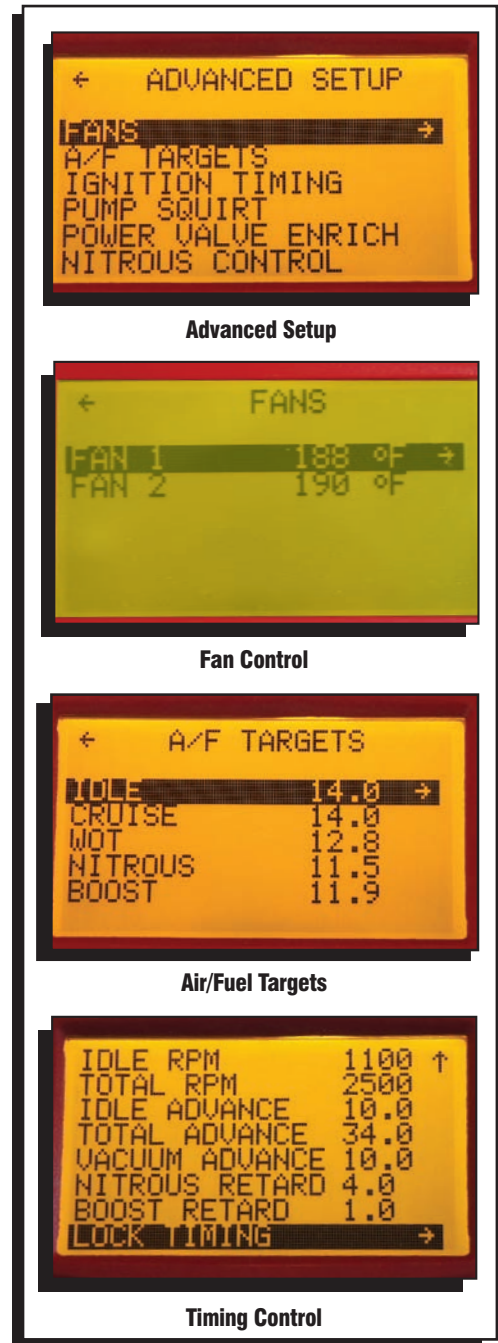 ← ADVANCED SETUP
FANS →
A/F TARGETS
IGNITION TIMING
PUMP SQUIRT
POWER VALVE ENRICH
NITROUS CONTROL
Advanced Setup
← FANS
FAN 1 188 °F →
FAN 2 190 °F
Fan Control
← A/F TARGETS
IDLE 14.0 →
CRUISE 14.0
WOT 12.8
NITROUS 11.5
BOOST 11.9
Air/Fuel Targets
IDLE RPM 1100 ↑
TOTAL RPM 2500
IDLE ADVANCE 10.0
TOTAL ADVANCE 34.0
VACUUM ADVANCE 10.0
NITROUS RETARD 4.0
BOOST RETARD 1.0
LOCK TIMING →
Timing Control